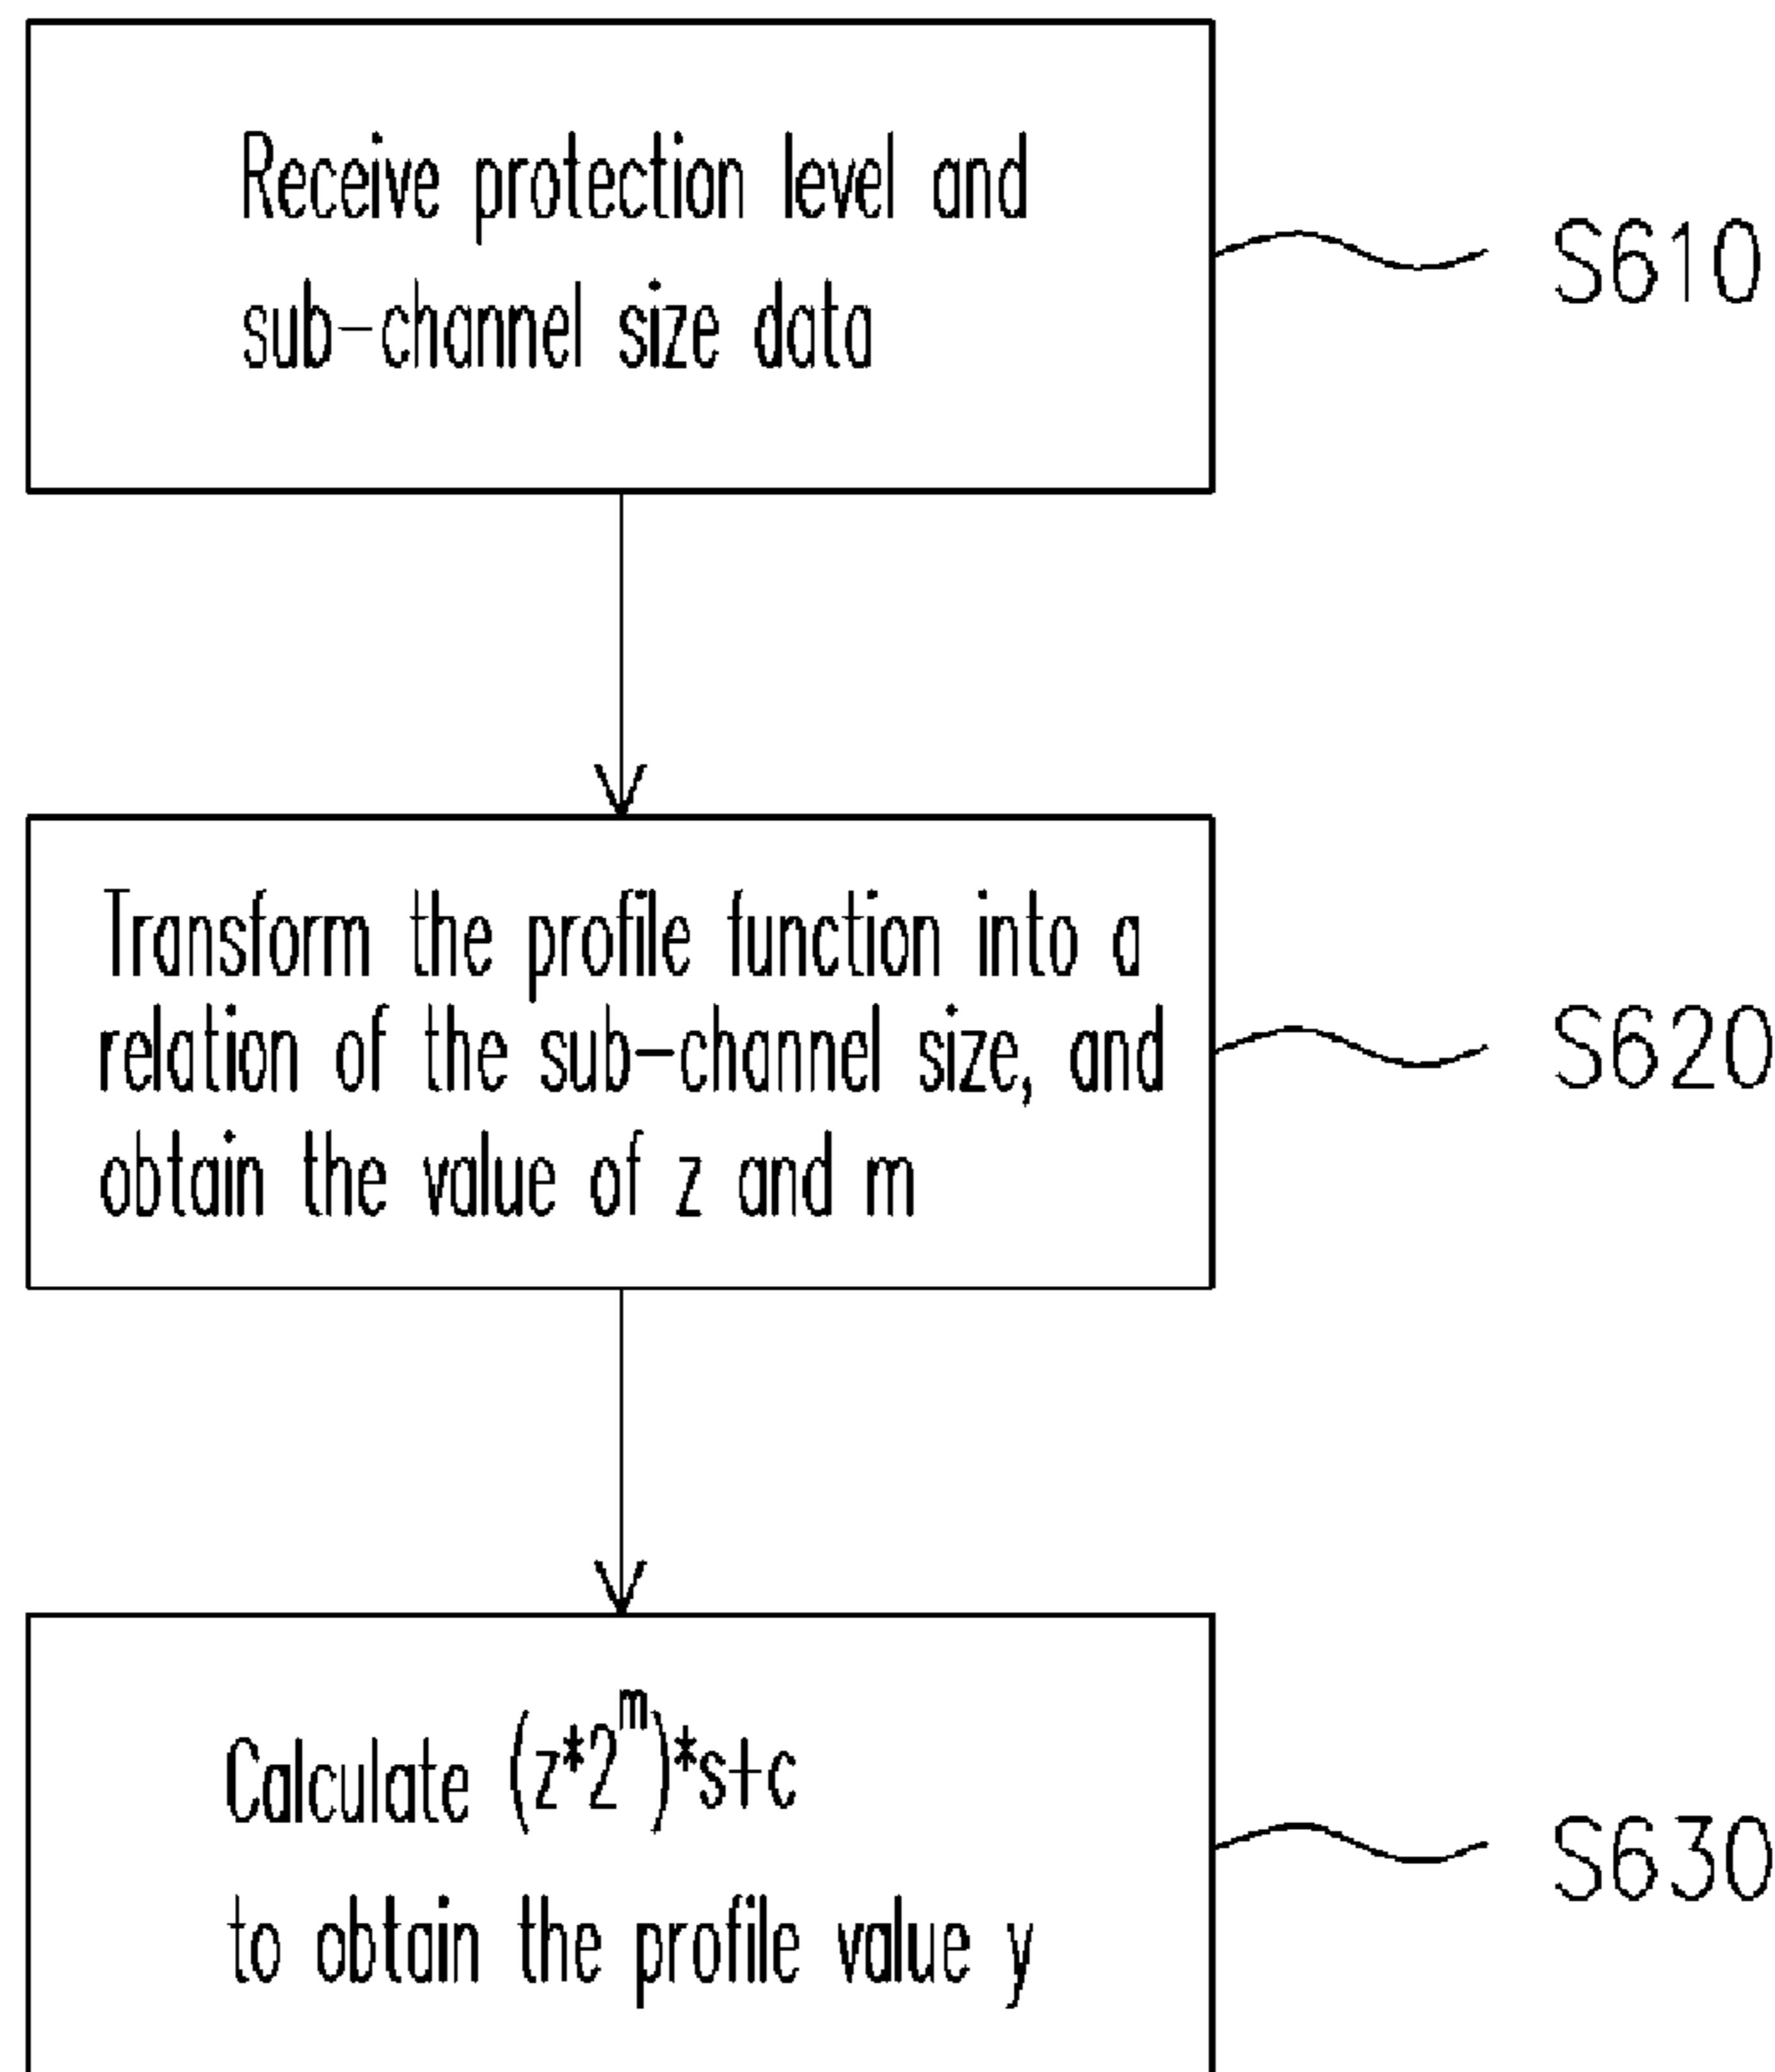 Receive protection level and
sub-channel size data
S610
Transform the profile function into a
relation of the sub-channel size, and
obtain the value of z and m
S620
Calculate (z*2^m)*s+c
to obtain the profile value y
S630